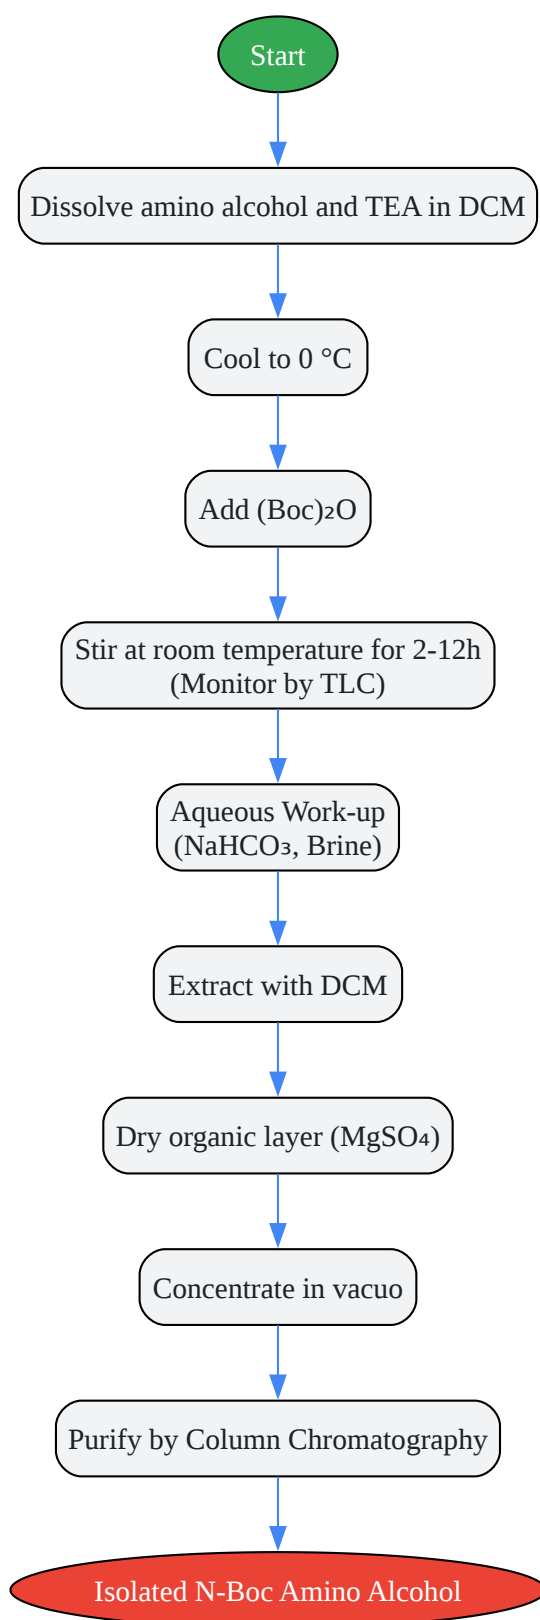 Start
Dissolve amino alcohol and TEA in DCM
Cool to 0 °C
Add (Boc)₂O
Stir at room temperature for 2-12h
(Monitor by TLC)
Aqueous Work-up
(NaHCO₃, Brine)
Extract with DCM
Dry organic layer (MgSO₄)
Concentrate in vacuo
Purify by Column Chromatography
Isolated N-Boc Amino Alcohol